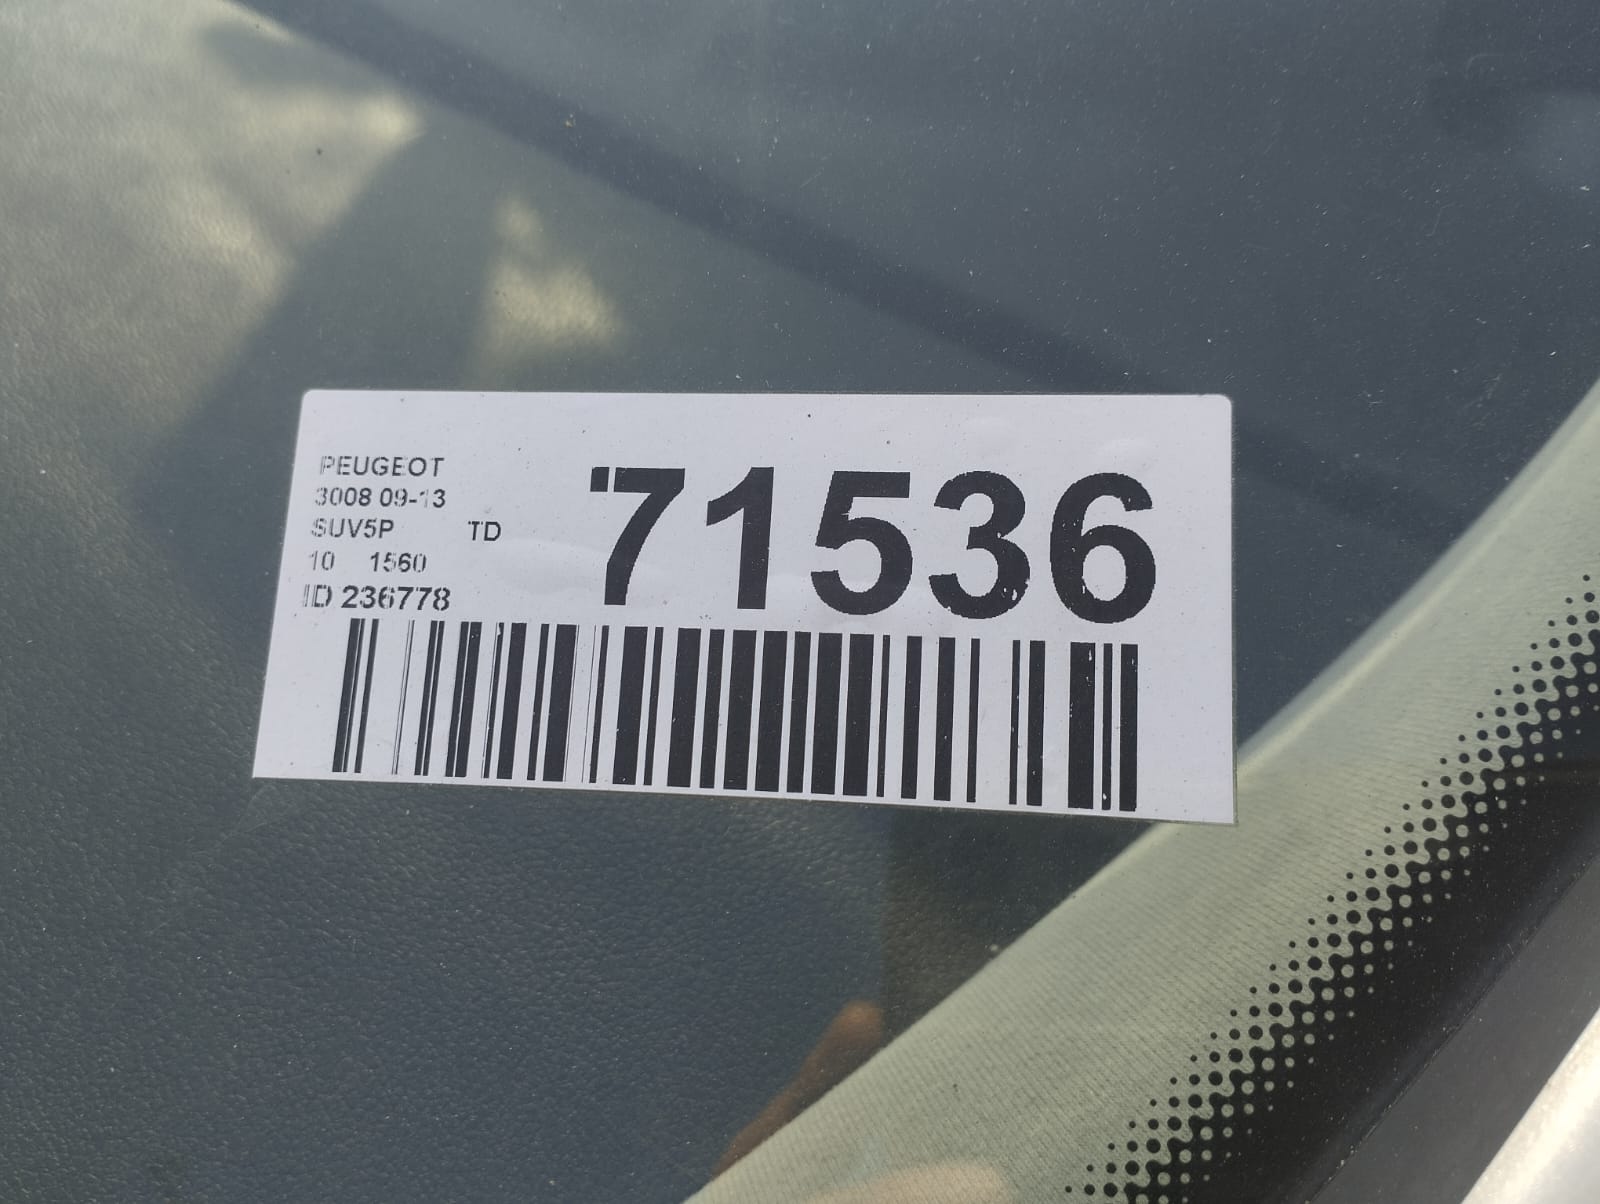 PEUGEOT
3008 09-13
SUV5P TD
10 1560
ID 236778
71536